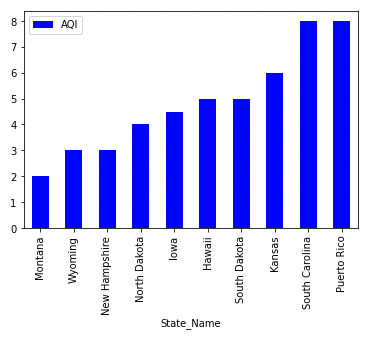 AQI
8
7
6
5
4
3
2
1
0
Montana
Wyoming
New Hampshire
North Dakota
Iowa
Hawaii
South Dakota
Kansas
South Carolina
Puerto Rico
State_Name